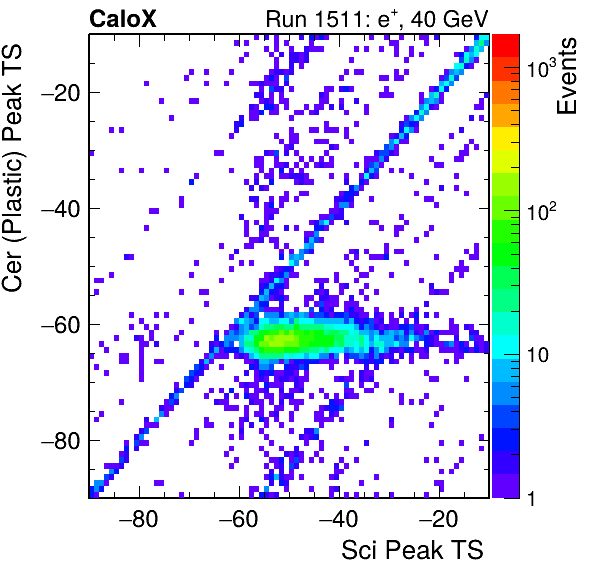 CaloX Run 1511: e⁺, 40 GeV
Cer (Plastic) Peak TS
−20
−40
−60
−80
−80 −60 −40 −20
Sci Peak TS
Events
10³
10²
10
1